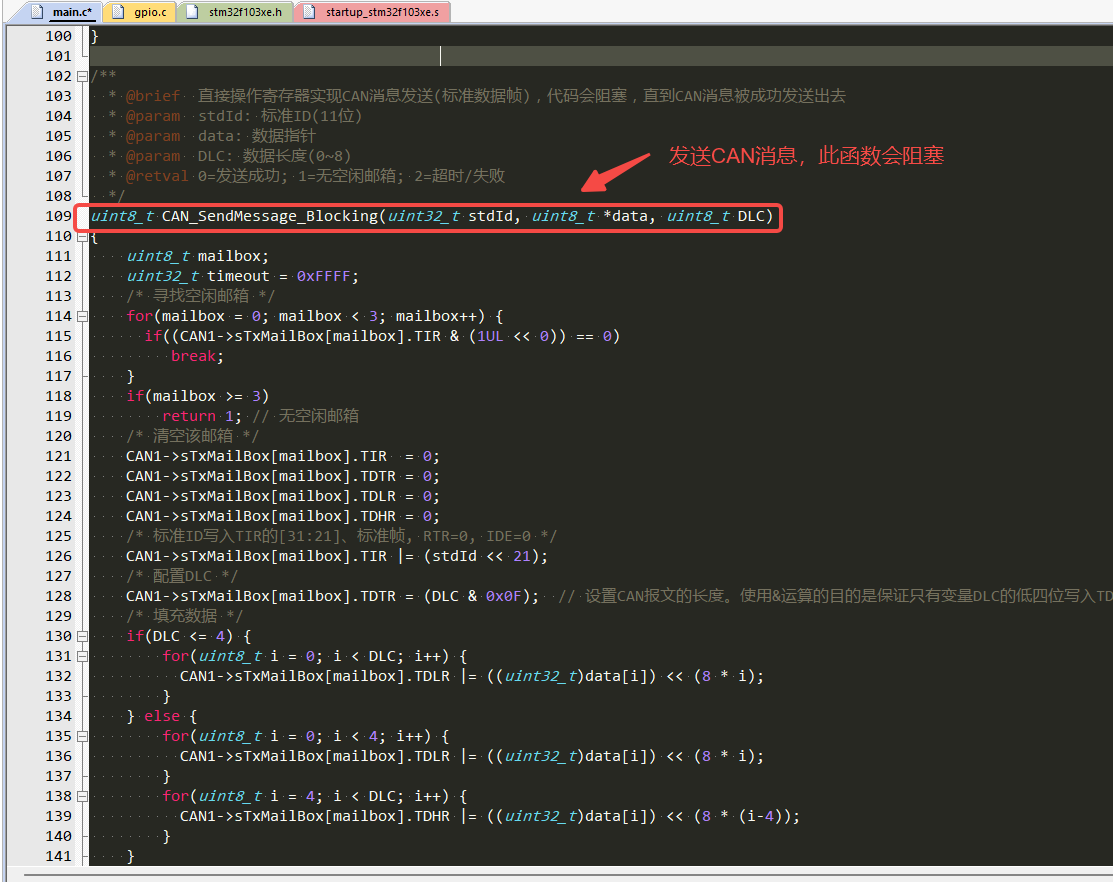 main.c* gpio.c stm32f103xe.h startup_stm32f103xe.s
100 }
101
102 /**
103 * @brief 直接操作寄存器实现CAN消息发送(标准数据帧)，代码会阻塞，直到CAN消息被成功发送出去
104 * @param stdId: 标准ID(11位)
105 * @param data: 数据指针
106 * @param DLC: 数据长度(0~8)
发送CAN消息，此函数会阻塞
107 * @retval 0=发送成功; 1=无空闲邮箱; 2=超时/失败
108 */
109 uint8_t CAN_SendMessage_Blocking(uint32_t stdId, uint8_t *data, uint8_t DLC)
110 {
111 uint8_t mailbox;
112 uint32_t timeout = 0xFFFF;
113 /* 寻找空闲邮箱 */
114 for(mailbox = 0; mailbox < 3; mailbox++) {
115 if((CAN1->sTxMailBox[mailbox].TIR & (1UL << 0)) == 0)
116 break;
117 }
118 if(mailbox >= 3)
119 return 1; // 无空闲邮箱
120 /* 清空该邮箱 */
121 CAN1->sTxMailBox[mailbox].TIR = 0;
122 CAN1->sTxMailBox[mailbox].TDTR = 0;
123 CAN1->sTxMailBox[mailbox].TDLR = 0;
124 CAN1->sTxMailBox[mailbox].TDHR = 0;
125 /* 标准ID写入TIR的[31:21]、标准帧, RTR=0, IDE=0 */
126 CAN1->sTxMailBox[mailbox].TIR |= (stdId << 21);
127 /* 配置DLC */
128 CAN1->sTxMailBox[mailbox].TDTR = (DLC & 0x0F); // 设置CAN报文的长度。使用&运算的目的是保证只有变量DLC的低四位写入TD
129 /* 填充数据 */
130 if(DLC <= 4) {
131 for(uint8_t i = 0; i < DLC; i++) {
132 CAN1->sTxMailBox[mailbox].TDLR |= ((uint32_t)data[i]) << (8 * i);
133 }
134 } else {
135 for(uint8_t i = 0; i < 4; i++) {
136 CAN1->sTxMailBox[mailbox].TDLR |= ((uint32_t)data[i]) << (8 * i);
137 }
138 for(uint8_t i = 4; i < DLC; i++) {
139 CAN1->sTxMailBox[mailbox].TDHR |= ((uint32_t)data[i]) << (8 * (i-4));
140 }
141 }